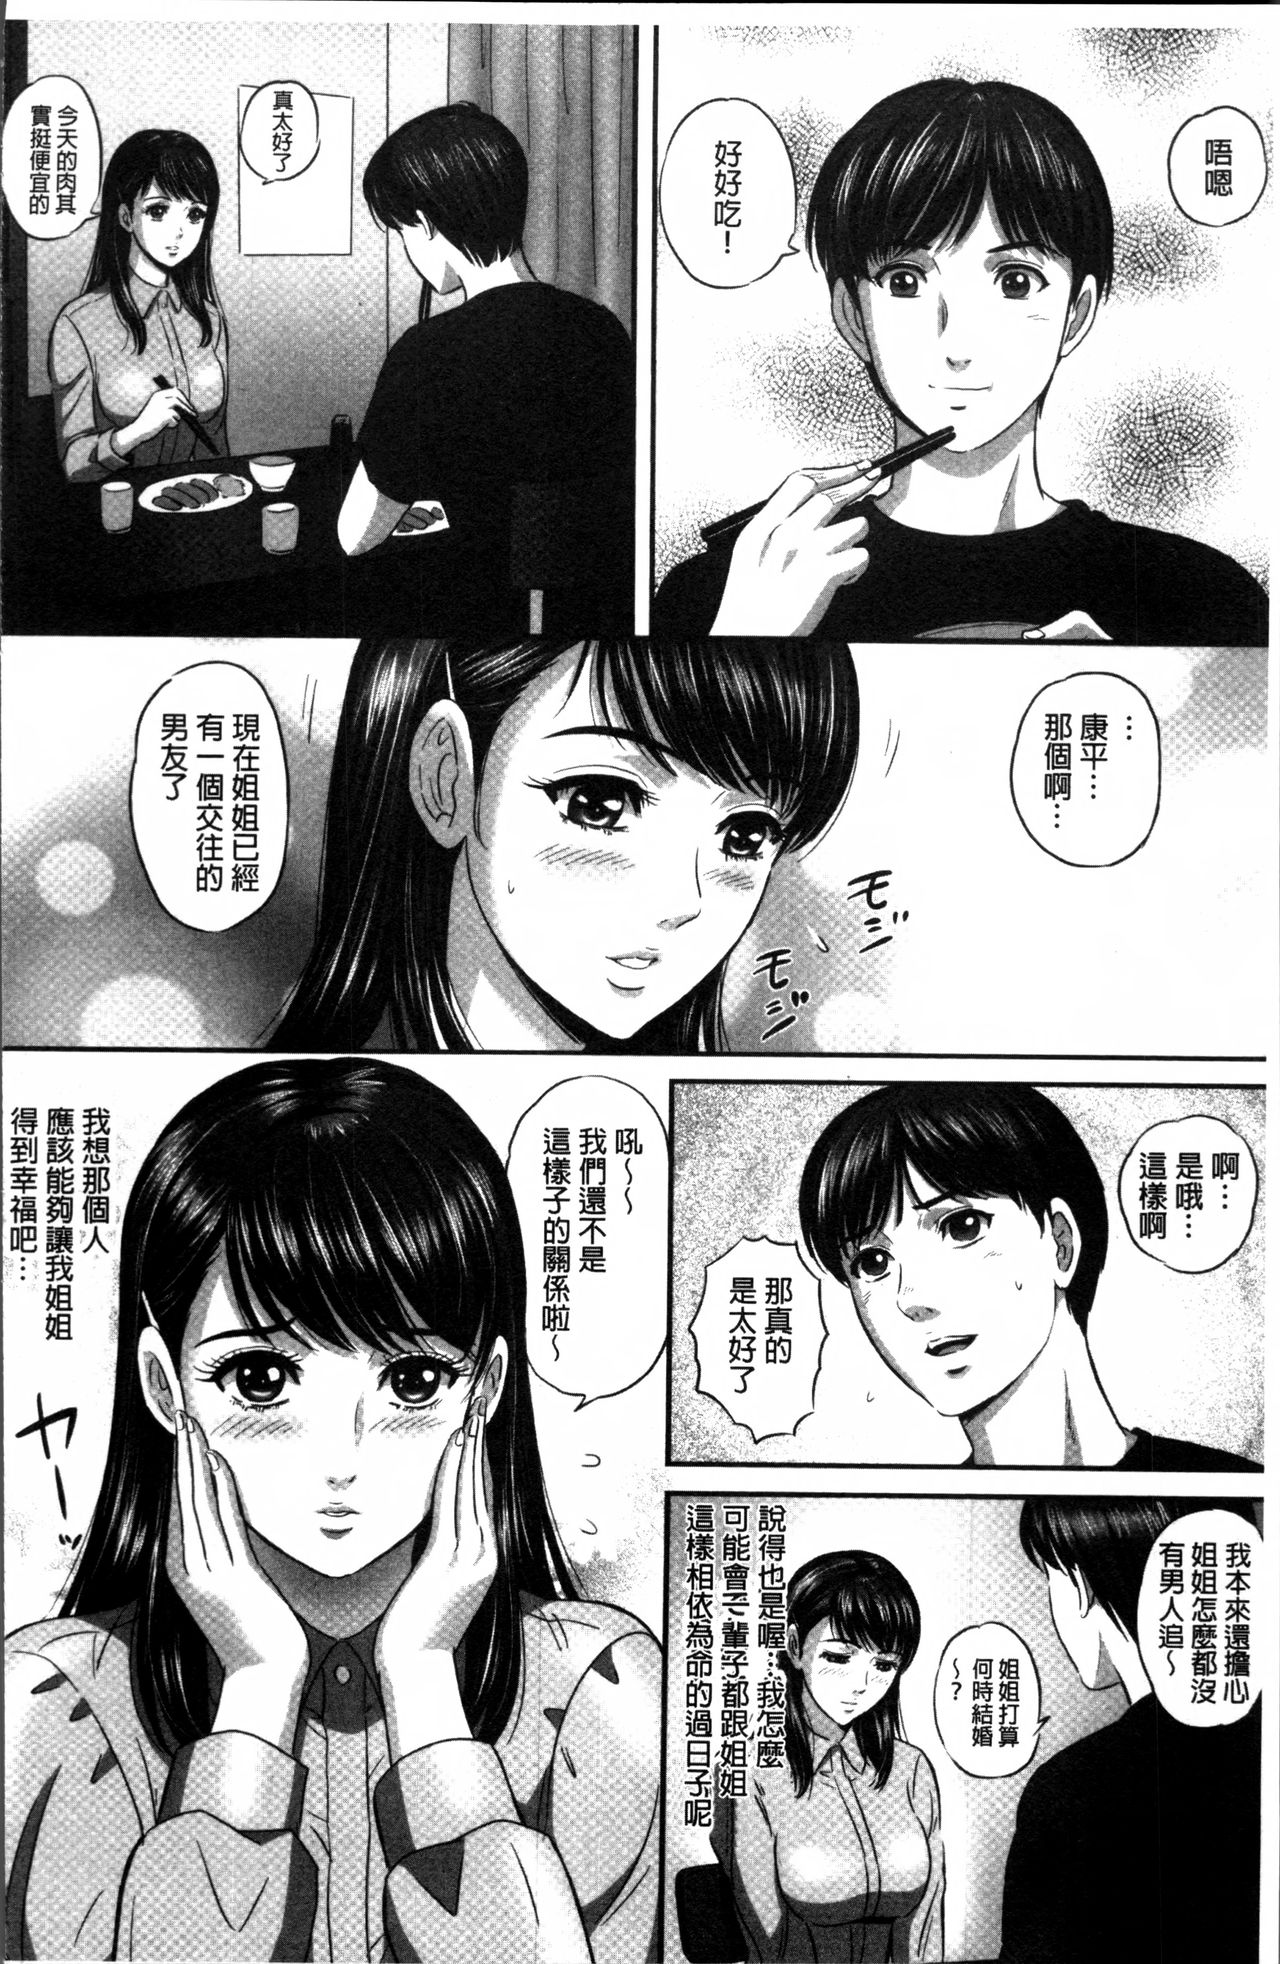 唔嗯
好好吃！
真太好了
今天的肉其
實挺便宜的
…
康平…
那個啊…
現在姐姐已經
有一個交往的
男友了
モジ
モジ
啊…
是哦…
這樣啊
那真的
是太好了
我本來還擔心
姐姐怎麼都沒
有男人追～
姐姐打算
何時結婚
～？
說得也是喔…我怎麼
可能會一輩子都跟姐姐
這樣相依為命的過日子呢
吼～～
我們還不是
這樣子的關係啦～
我想那個人
應該能夠讓我姐姐
得到幸福吧…
ヤーッ